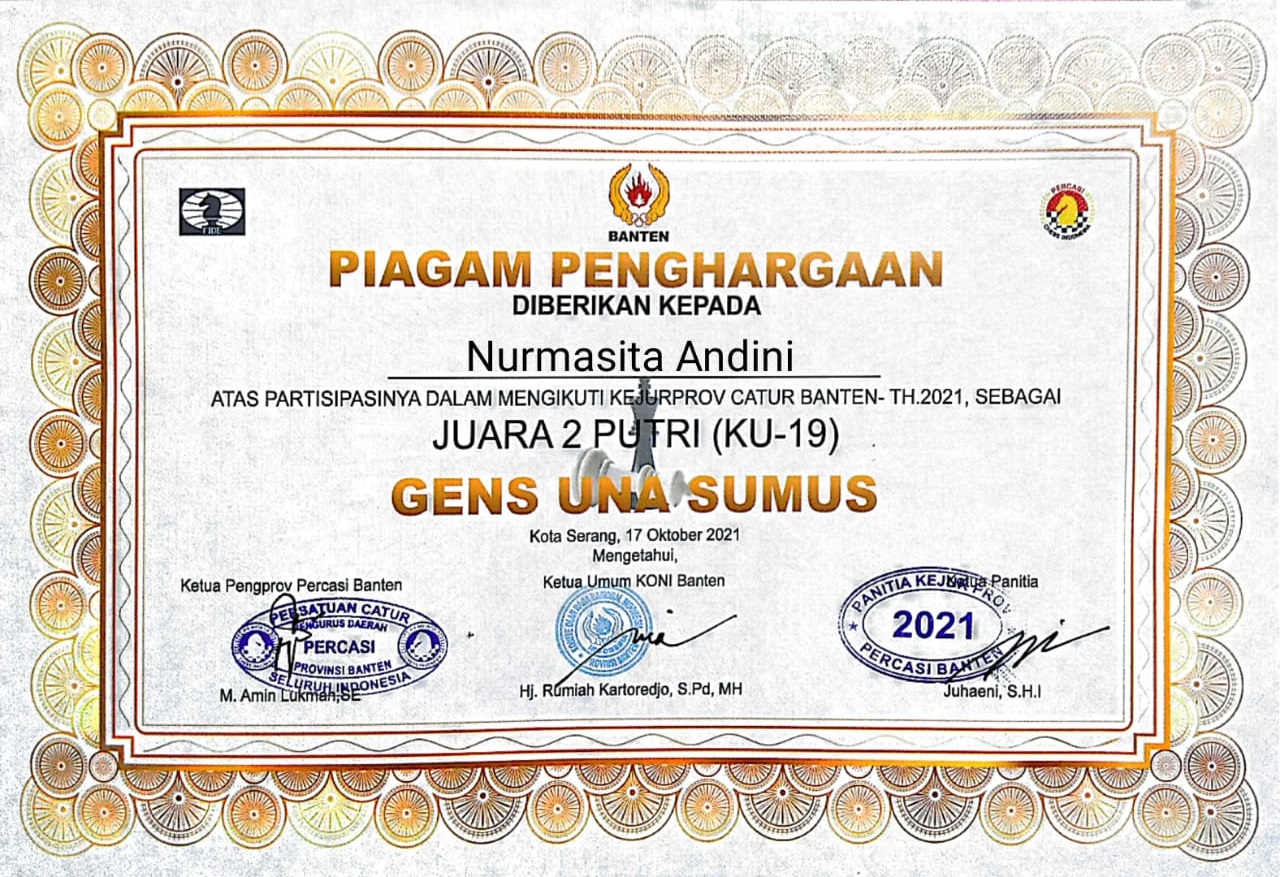 FIDE
PERCASI
CHESS INDONESIA
BANTEN
PIAGAM PENGHARGAAN
DIBERIKAN KEPADA
Nurmasita Andini
ATAS PARTISIPASINYA DALAM MENGIKUTI KEJURPROV CATUR BANTEN- TH.2021, SEBAGAI
JUARA 2 PUTRI (KU-19)
GENS UNA SUMUS
Kota Serang, 17 Oktober 2021
Mengetahui,
Ketua Pengprov Percasi Banten
PERSATUAN CATUR
PENGURUS DAERAH
PERCASI
PROVINSI BANTEN
SELURUH INDONESIA
M. Amin Lukman,SE
Ketua Umum KONI Banten
PROVINSI BANTEN
Hj. Rumiah Kartoredjo, S.Pd, MH
Ketua Panitia
PANITIA KEJURPROV
2021
PERCASI BANTEN
Juhaeni, S.H.I